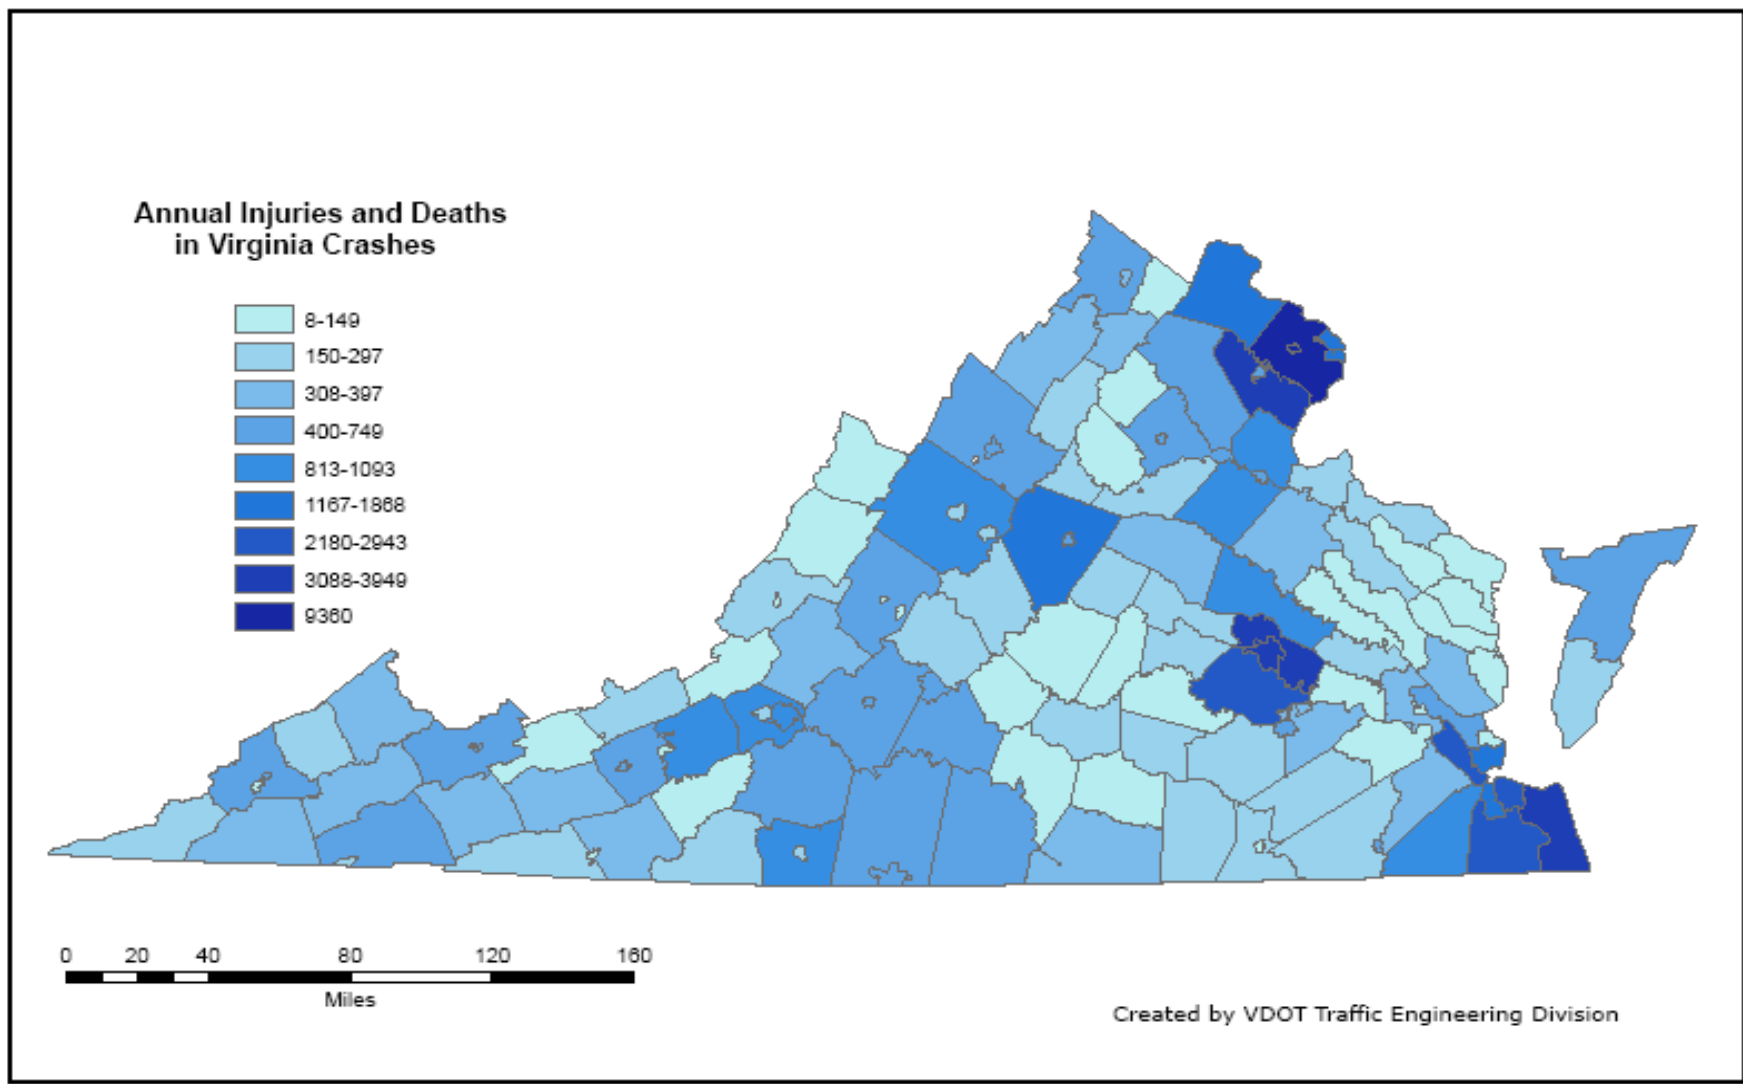 Annual Injuries and Deaths
in Virginia Crashes
8-149
150-297
308-397
400-749
813-1093
1167-1868
2180-2943
3088-3949
9360
0 20 40 80 120 160
Miles
Created by VDOT Traffic Engineering Division